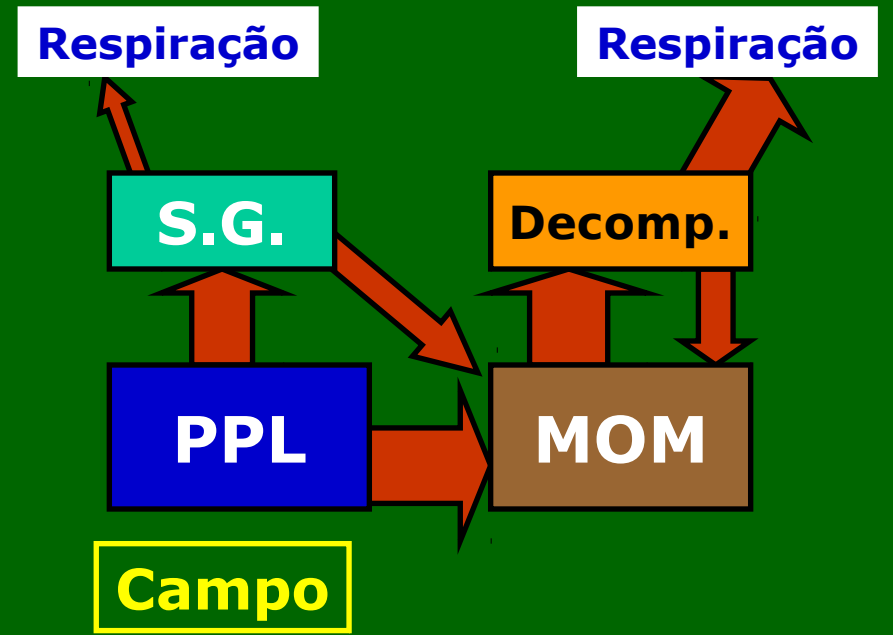 Respiração
Respiração
S.G.
Decomp.
PPL
MOM
Campo